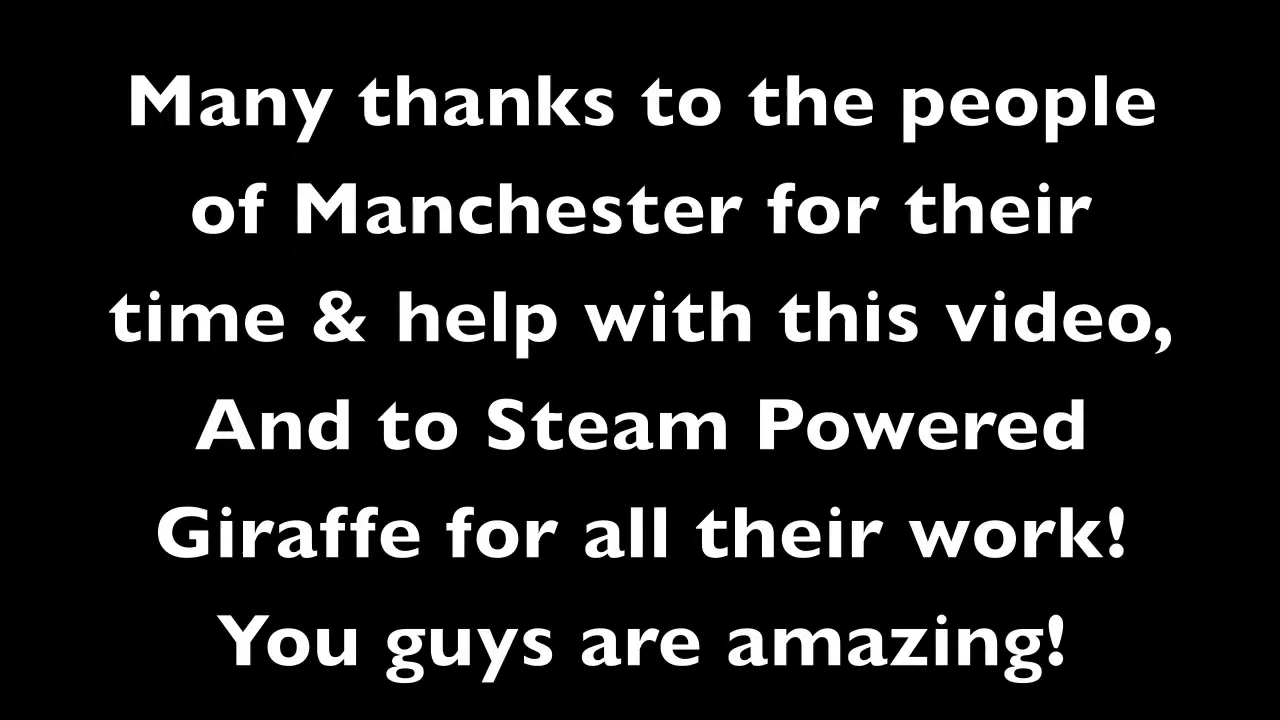 Many thanks to the people
of Manchester for their
time & help with this video,
And to Steam Powered
Giraffe for all their work!
You guys are amazing!